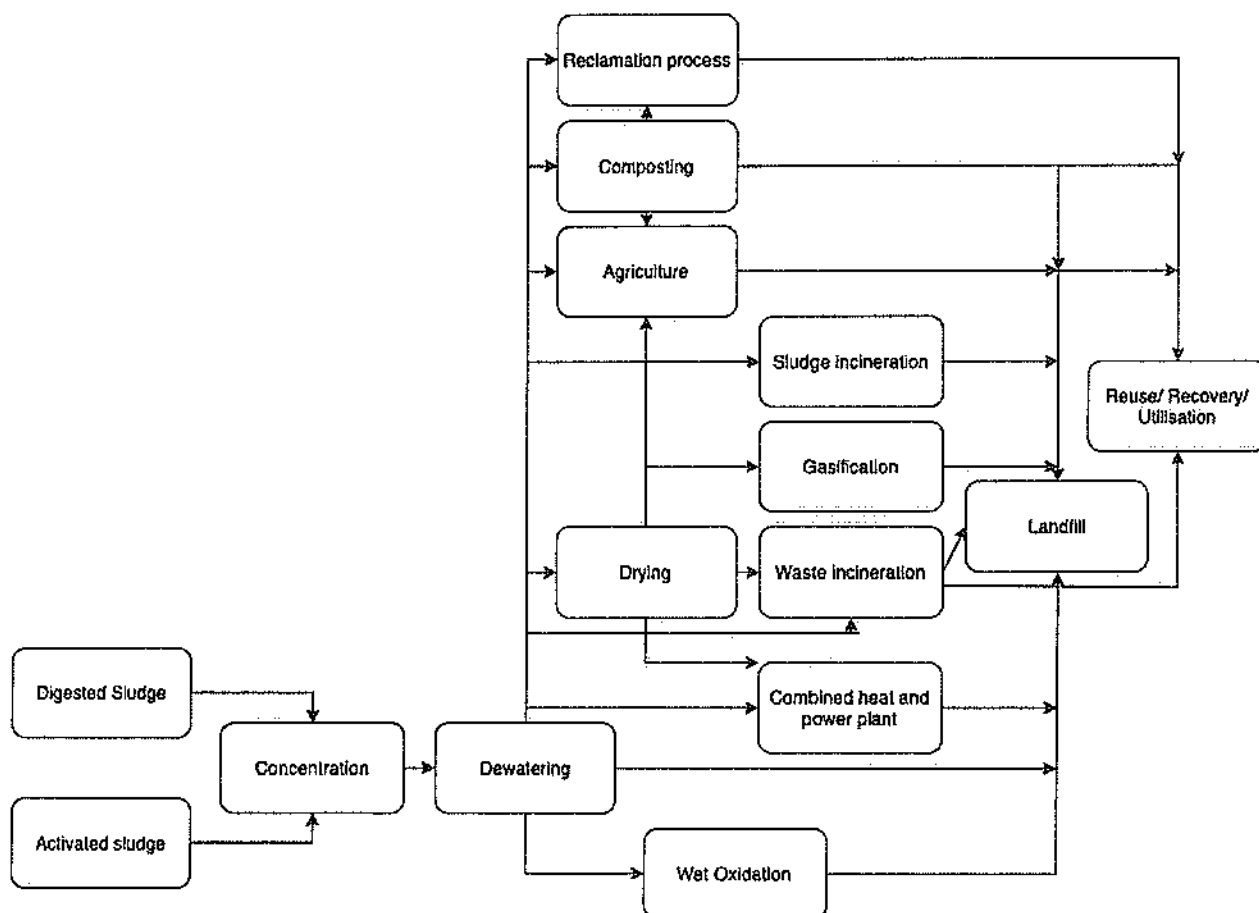 Reclamation process
Composting
Agriculture
Sludge incineration
Reuse/ Recovery/
Utilisation
Gasification
Landfill
Drying
Waste incineration
Digested Sludge
Combined heat and
power plant
Concentration
Dewatering
Activated sludge
Wet Oxidation